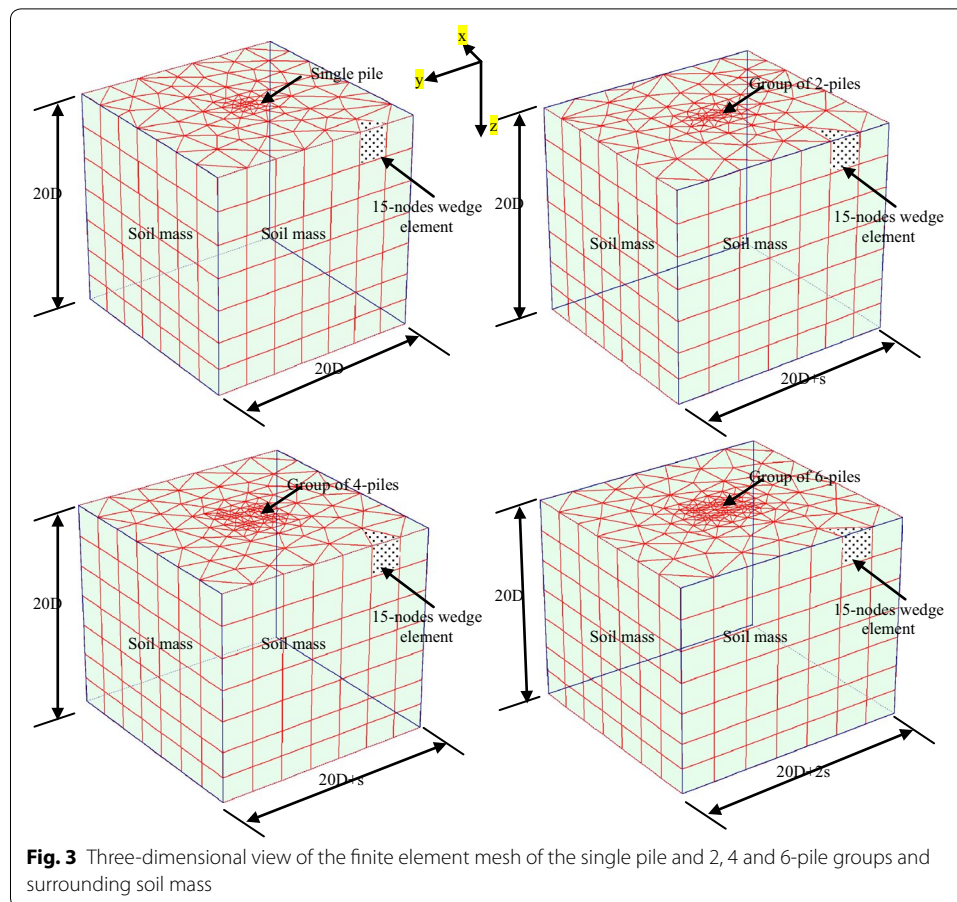 x
y
z
Single pile
20D
Soil mass
Soil mass
15-nodes wedge
element
20D
Group of 2-piles
20D
Soil mass
Soil mass
15-nodes wedge
element
20D+s
Group of 4-piles
20D
Soil mass
Soil mass
15-nodes wedge
element
20D+s
Group of 6-piles
20D
Soil mass
Soil mass
15-nodes wedge
element
20D+2s
Fig. 3 Three-dimensional view of the finite element mesh of the single pile and 2, 4 and 6-pile groups and
surrounding soil mass